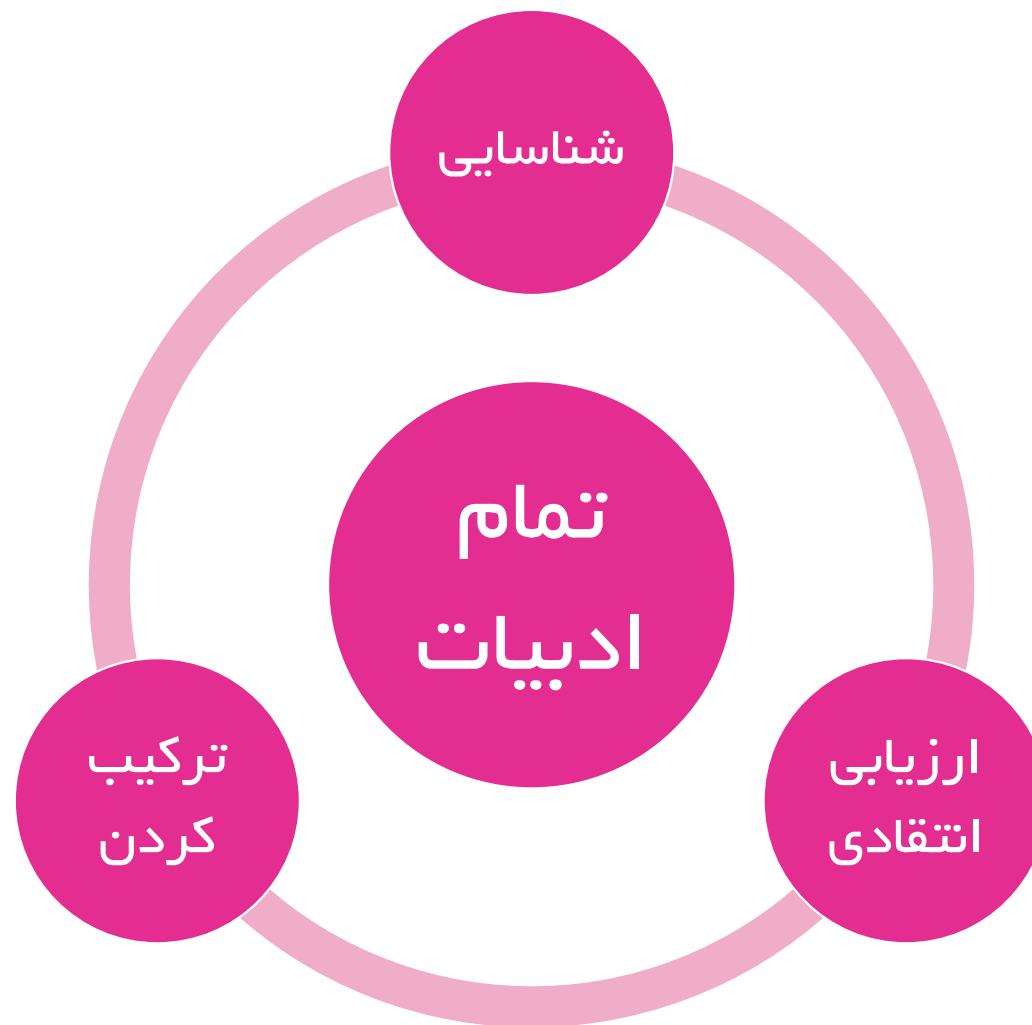 شناسایی
تمام
ادبیات
ارزیابی
انتقادی
ترکیب
کردن